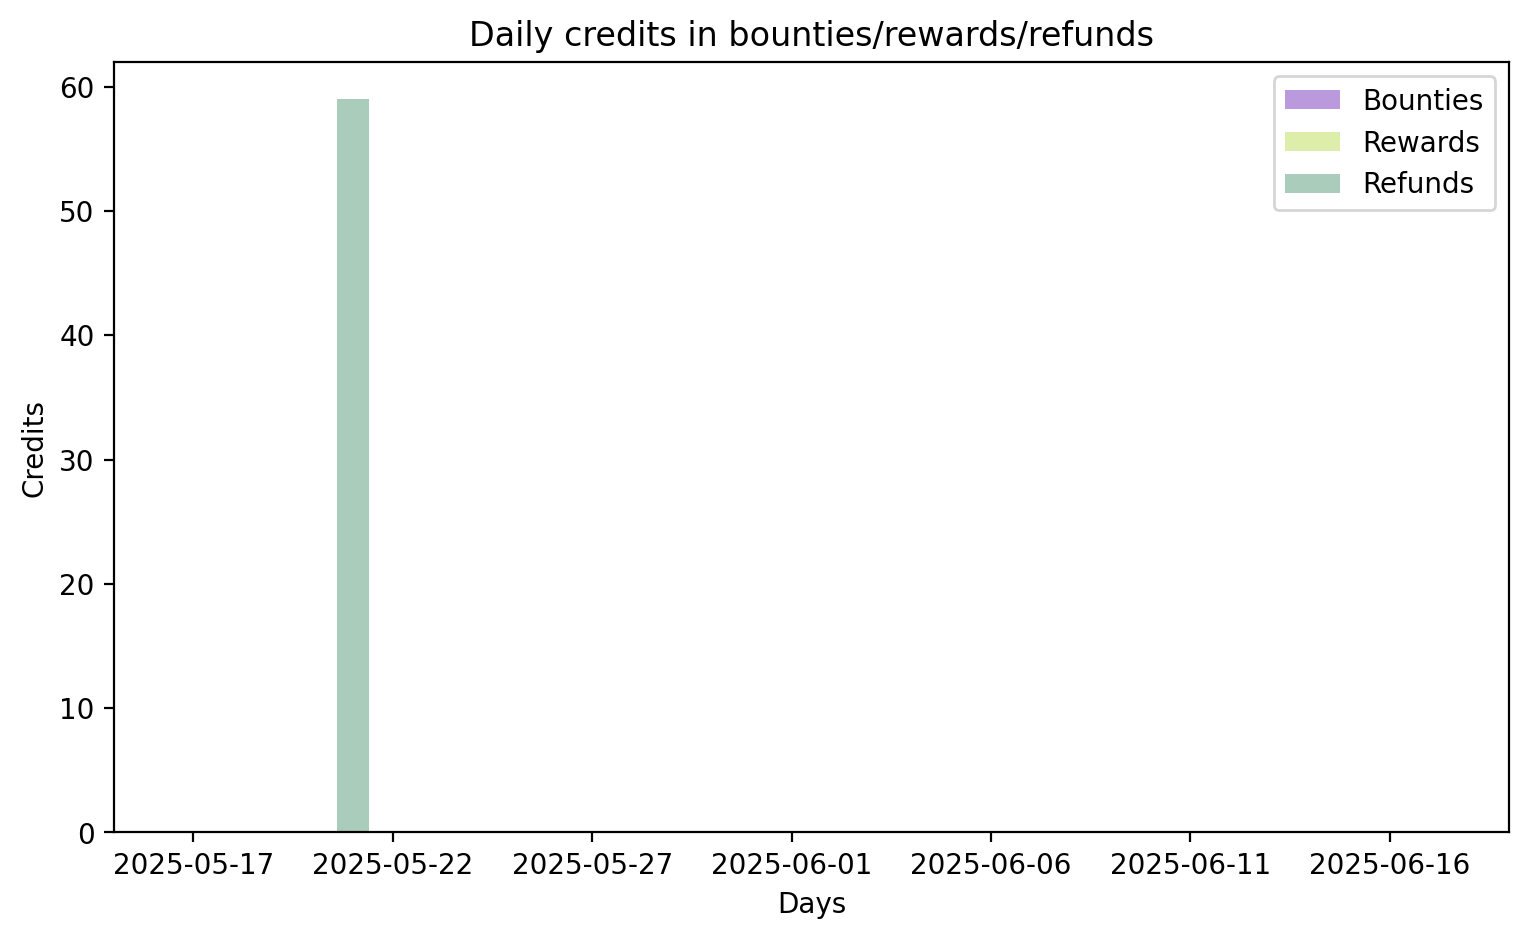 Daily credits in bounties/rewards/refunds
60
50
40
30
20
10
0
Credits
Bounties
Rewards
Refunds
2025-05-17 2025-05-22 2025-05-27 2025-06-01 2025-06-06 2025-06-11 2025-06-16
Days